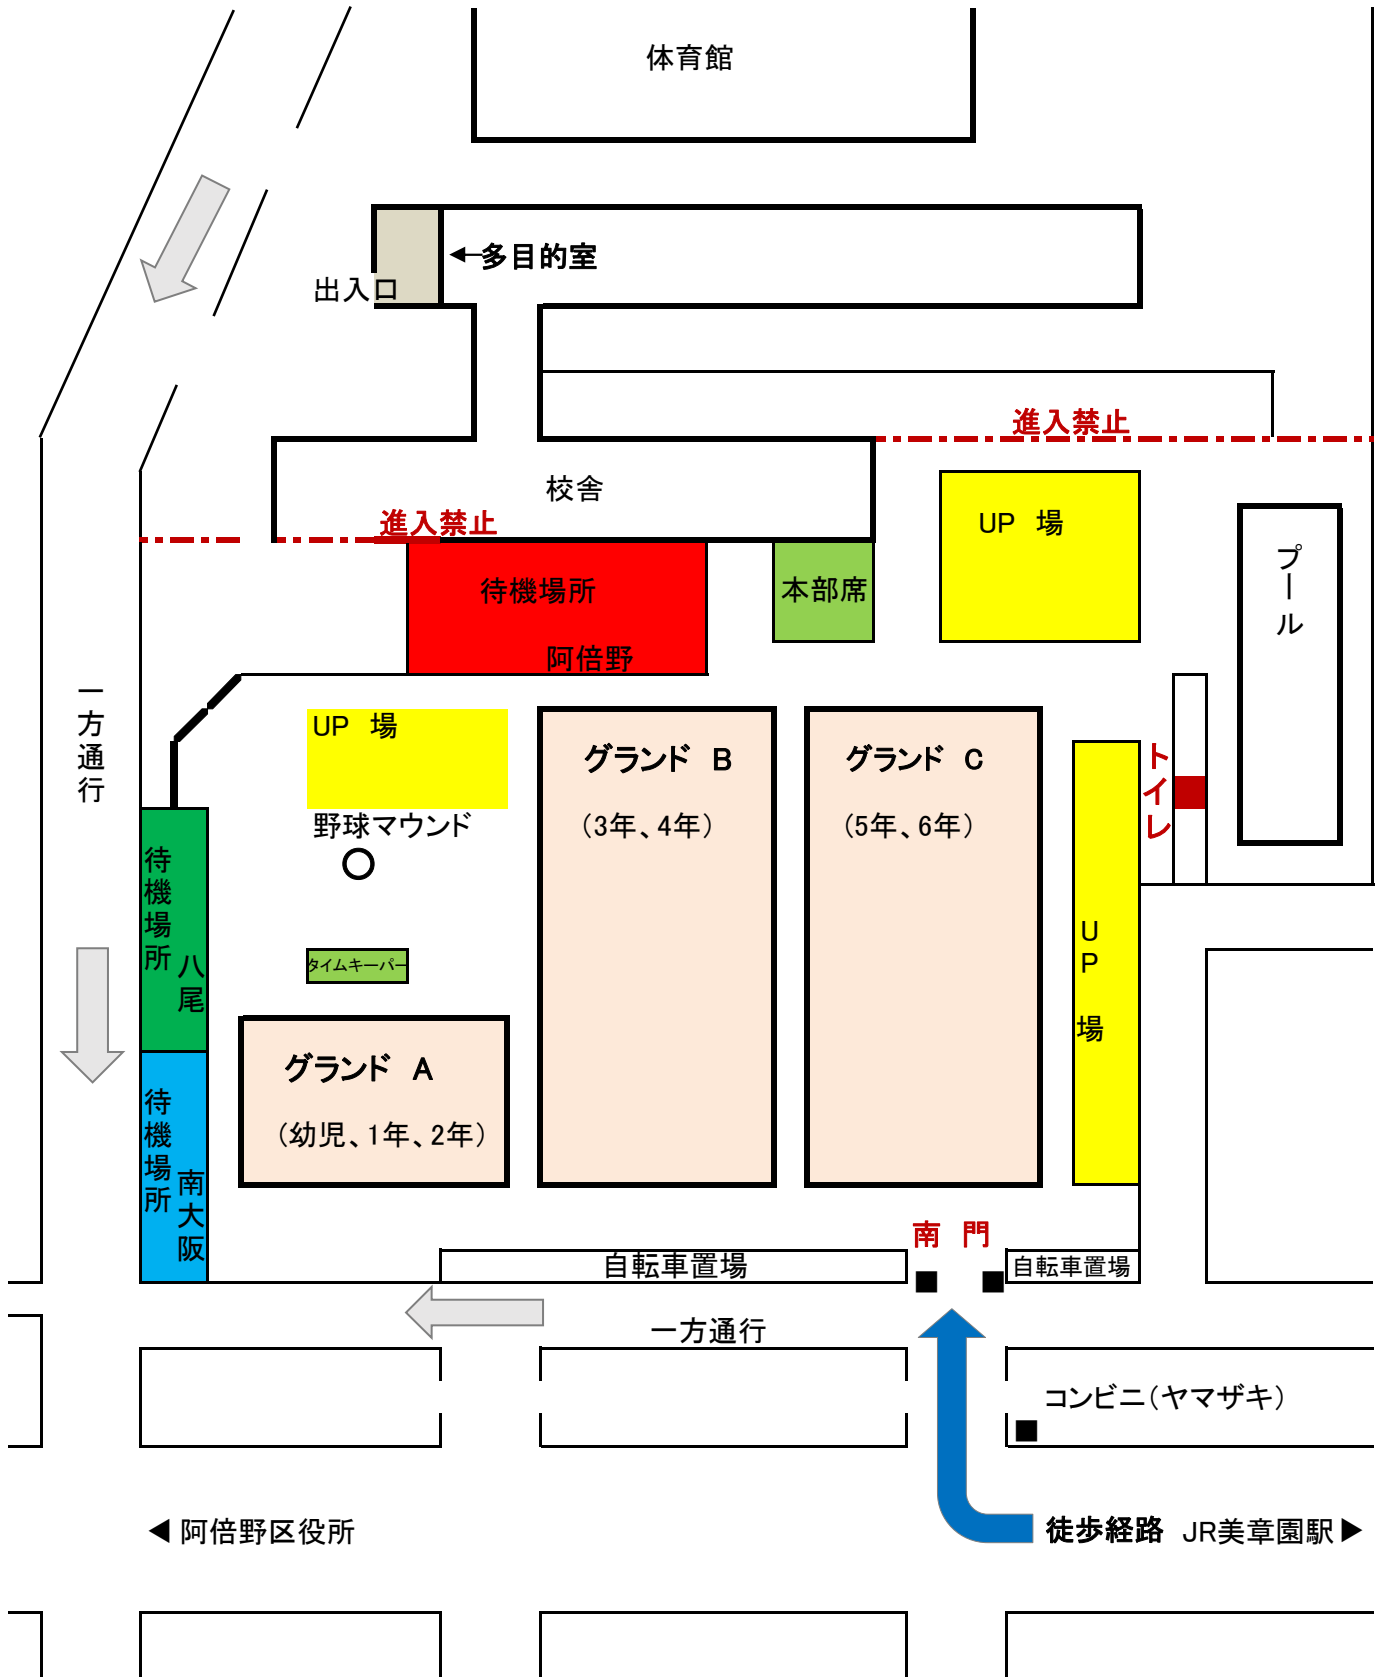 体育館
多目的室
出入口
進入禁止
校舎
進入禁止
UP 場
プール
待機場所
阿倍野
本部席
一方通行
UP 場
野球マウンド
グランド B
(3年、4年)
グランド C
(5年、6年)
トイレ
待機場所
八尾
タイムキーパー
UP 場
グランド A
(幼児、1年、2年)
待機場所
南大阪
南 門
自転車置場
自転車置場
一方通行
コンビニ(ヤマザキ)
◀ 阿倍野区役所
徒歩経路 JR美章園駅 ▶